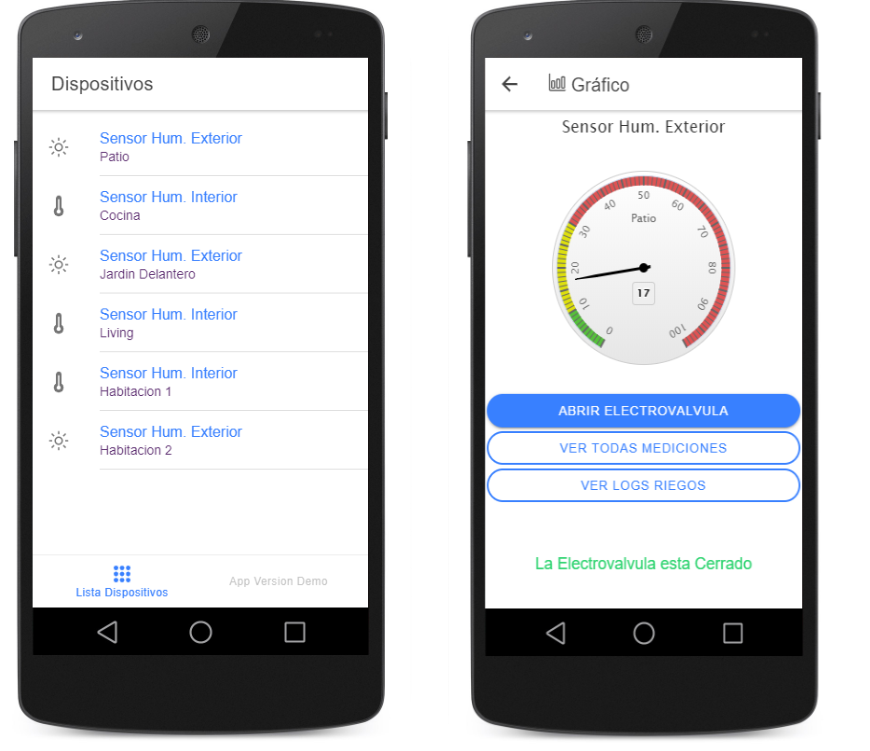 Dispositivos
Sensor Hum. Exterior
Patio
Sensor Hum. Interior
Cocina
Sensor Hum. Exterior
Jardin Delantero
Sensor Hum. Interior
Living
Sensor Hum. Interior
Habitacion 1
Sensor Hum. Exterior
Habitacion 2
Lista Dispositivos
App Version Demo
Gráfico
Sensor Hum. Exterior
0 10 20 30 40 50 60 70 80 90 100
Patio
17
ABRIR ELECTROVALVULA
VER TODAS MEDICIONES
VER LOGS RIEGOS
La Electrovalvula esta Cerrado